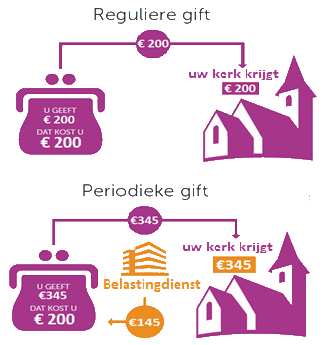 Reguliere gift
€ 200
uw kerk krijgt
€ 200
U GEEFT
€ 200
DAT KOST U
€ 200
Periodieke gift
€345
uw kerk krijgt
€345
Belastingdienst
U GEEFT
€345
DAT KOST U
€ 200
€145